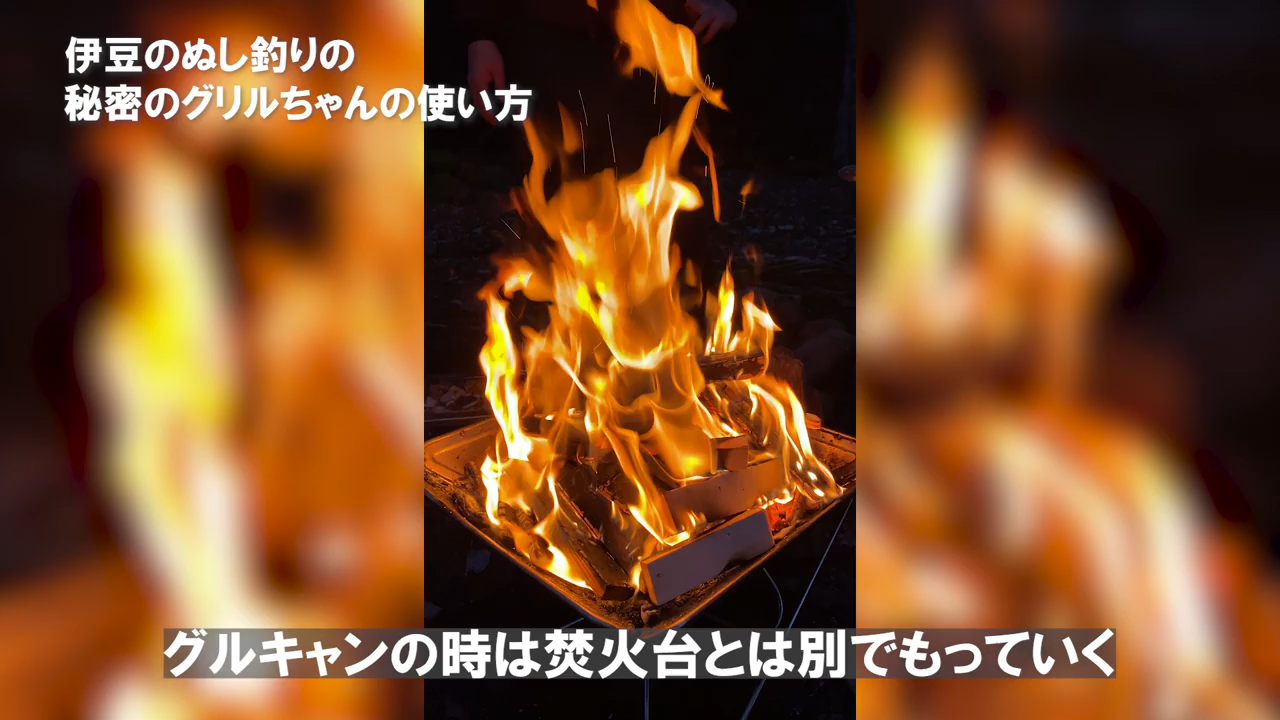 伊豆のぬし釣りの
秘密のグリルちゃんの使い方
グルキャンの時は焚火台とは別でもっていく